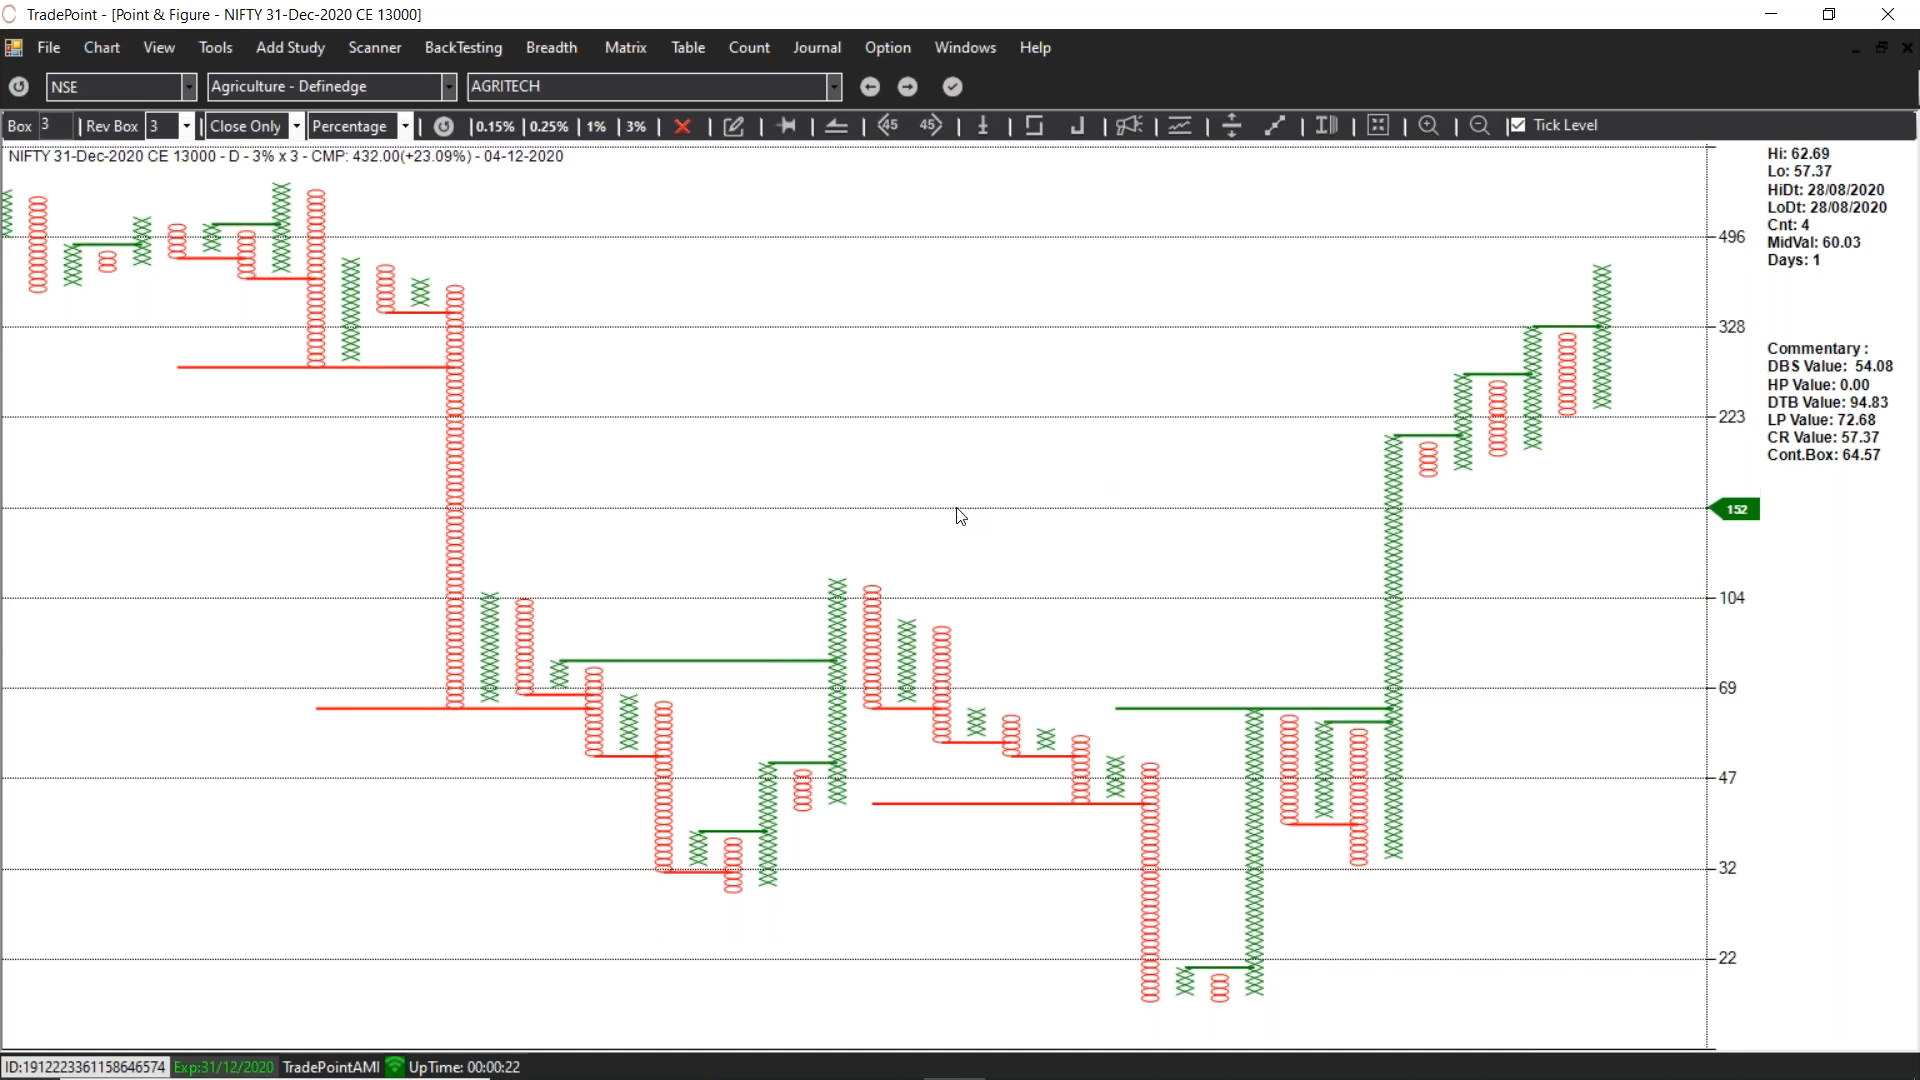 TradePoint - [Point & Figure - NIFTY 31-Dec-2020 CE 13000]
File Chart View Tools Add Study Scanner BackTesting Breadth Matrix Table Count Journal Option Windows Help
NSE Agriculture - Definedge AGRITECH
Box 3 | Rev Box 3 Close Only Percentage | 0.15% | 0.25% | 1% | 3% 45 45 Tick Level
NIFTY 31-Dec-2020 CE 13000 - D - 3% x 3 - CMP: 432.00(+23.09%) - 04-12-2020
Hi: 62.69
Lo: 57.37
HiDt: 28/08/2020
LoDt: 28/08/2020
Cnt: 4
MidVal: 60.03
Days: 1
Commentary :
DBS Value: 54.08
HP Value: 0.00
DTB Value: 94.83
LP Value: 72.68
CR Value: 57.37
Cont.Box: 64.57
496
328
223
152
104
69
47
32
22
ID:1912223361158646574 Exp:31/12/2020 TradePointAMI UpTime: 00:00:22